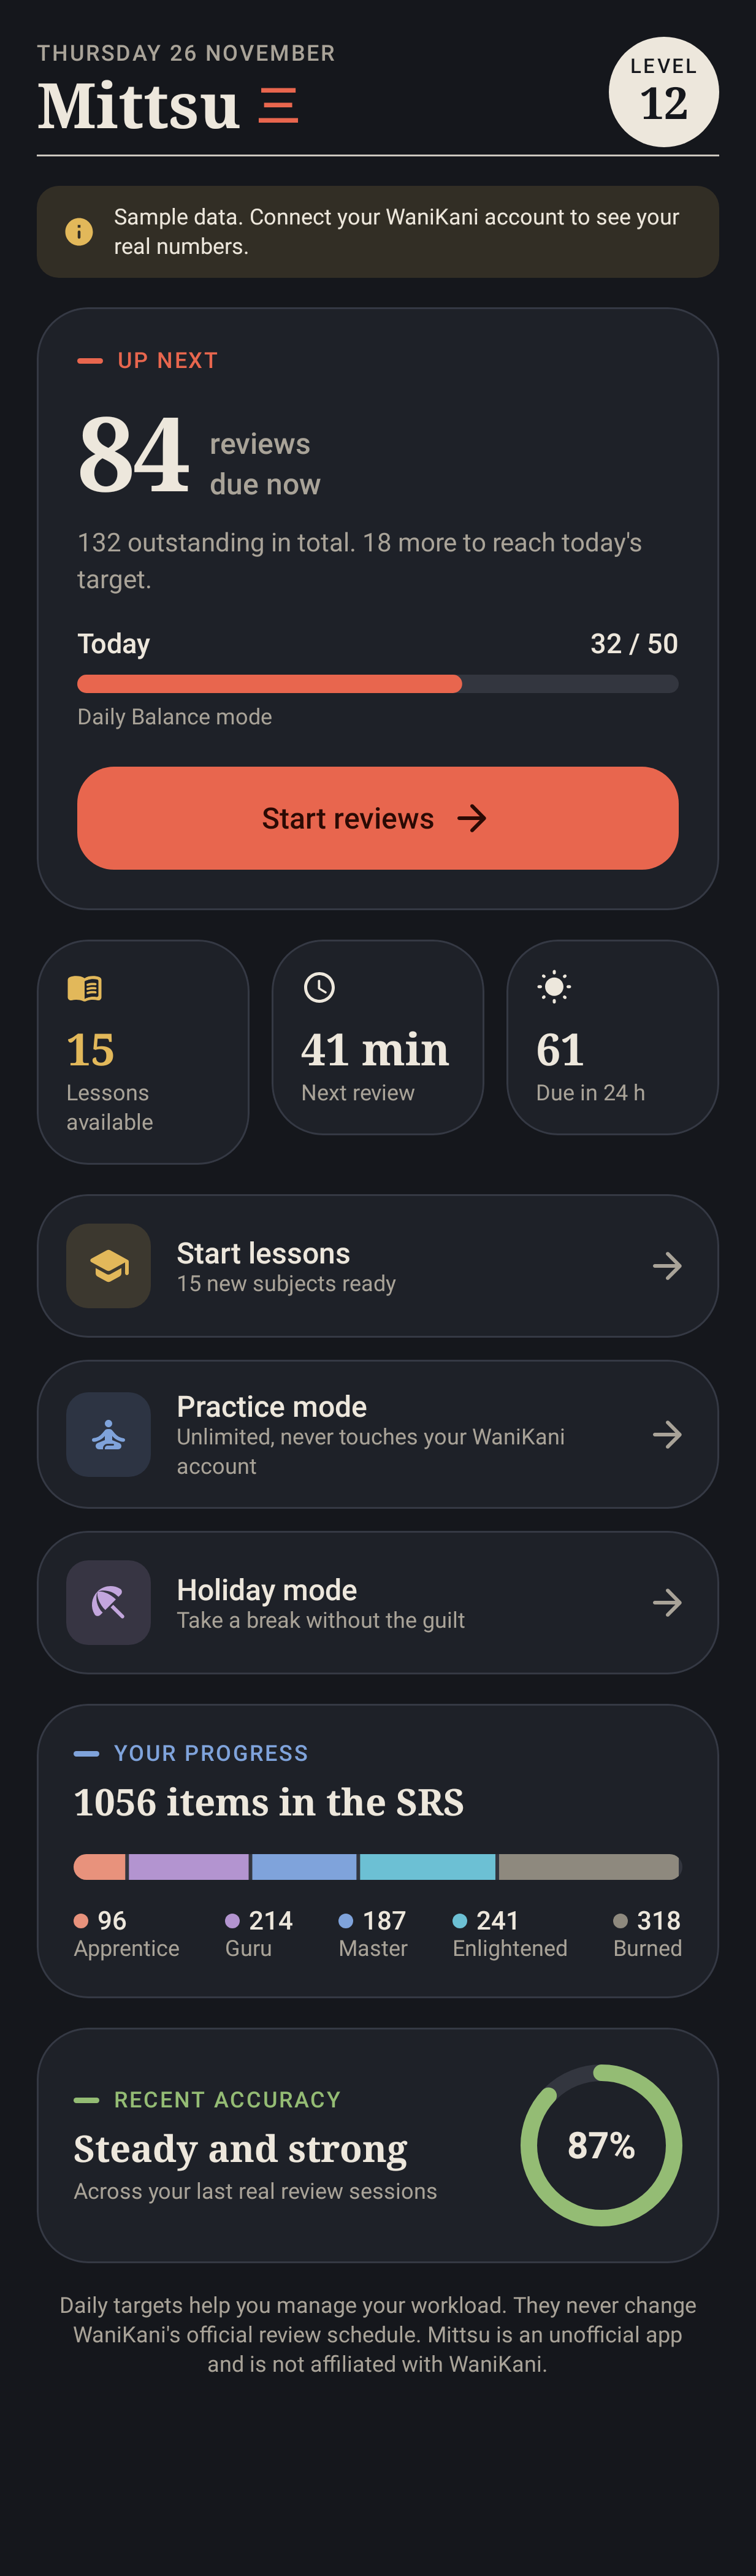 THURSDAY 26 NOVEMBER
Mittsu 三
LEVEL
12
Sample data. Connect your WaniKani account to see your
real numbers.
UP NEXT
84 reviews
due now
132 outstanding in total. 18 more to reach today's
target.
Today 32 / 50
Daily Balance mode
Start reviews
15
Lessons
available
41 min
Next review
61
Due in 24 h
Start lessons
15 new subjects ready
Practice mode
Unlimited, never touches your WaniKani
account
Holiday mode
Take a break without the guilt
YOUR PROGRESS
1056 items in the SRS
96 214 187 241 318
Apprentice Guru Master Enlightened Burned
RECENT ACCURACY
Steady and strong
Across your last real review sessions
87%
Daily targets help you manage your workload. They never change
WaniKani's official review schedule. Mittsu is an unofficial app
and is not affiliated with WaniKani.